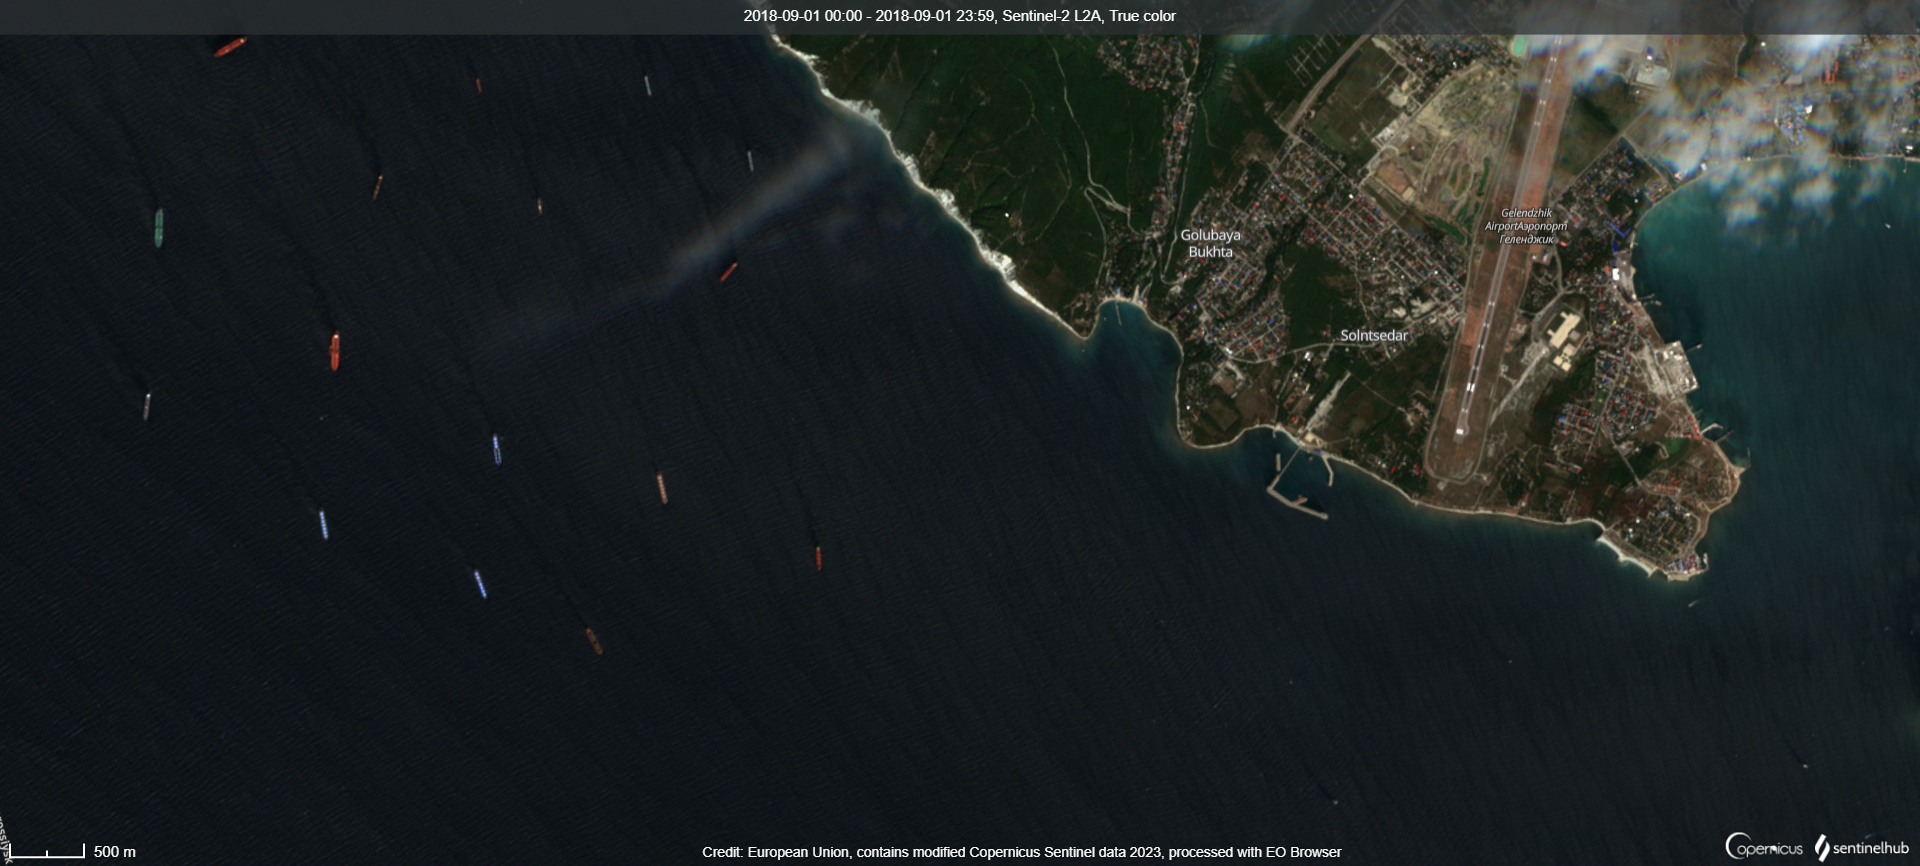 2018-09-01 00:00 - 2018-09-01 23:59, Sentinel-2 L2A, True color
Gelendzhik
AirportАэропорт
Геленджик
Golubaya
Bukhta
Solntsedar
500 m
Credit: European Union, contains modified Copernicus Sentinel data 2023, processed with EO Browser
Copernicus
sentinelhub